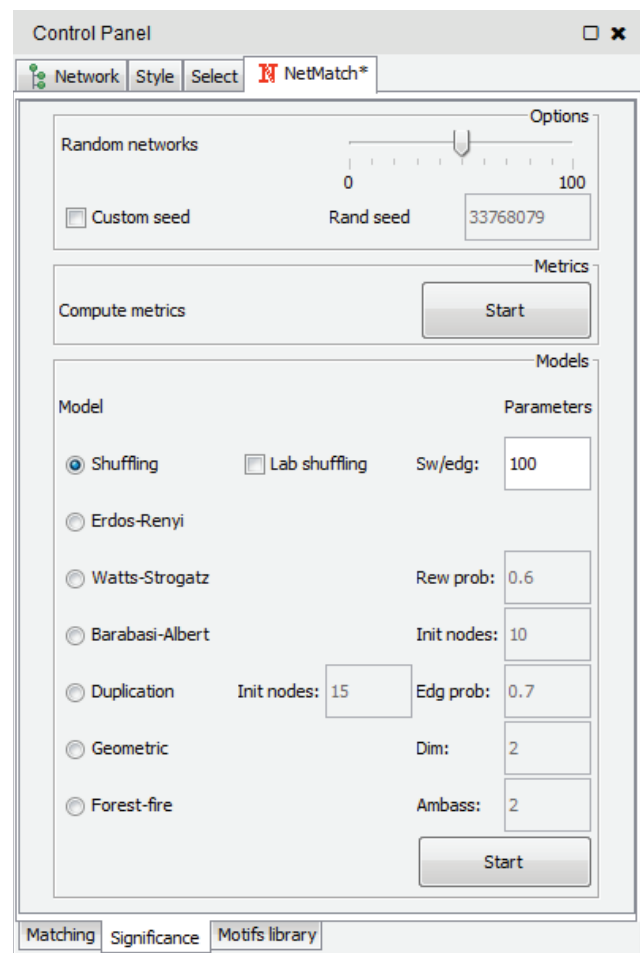 Control Panel
Network Style Select NetMatch*
Options
Random networks
0 100
Custom seed Rand seed 33768079
Metrics
Compute metrics Start
Models
Model Parameters
Shuffling Lab shuffling Sw/edg: 100
Erdos-Renyi
Watts-Strogatz Rew prob: 0.6
Barabasi-Albert Init nodes: 10
Duplication Init nodes: 15 Edg prob: 0.7
Geometric Dim: 2
Forest-fire Ambass: 2
Start
Matching Significance Motifs library